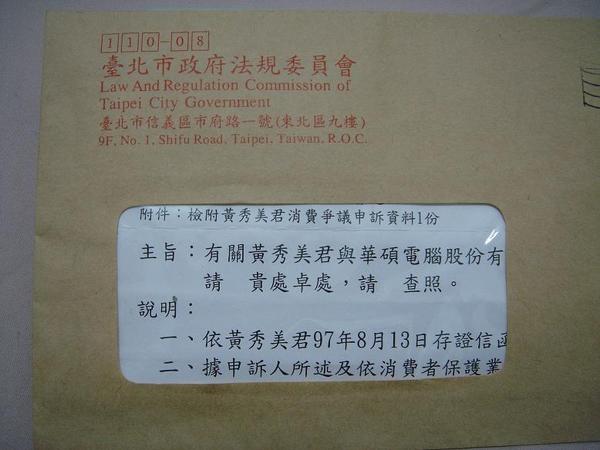 110-08
臺北市政府法規委員會
Law And Regulation Commission of
Taipei City Government
臺北市信義區市府路一號(東北區九樓)
9F, No. 1, Shifu Road, Taipei, Taiwan, R.O.C.
附件：檢附黃秀美君消費爭議申訴資料1份
主旨：有關黃秀美君與華碩電腦股份有
請　貴處卓處，請　查照。
說明：
一、依黃秀美君97年8月13日存證信函
二、據申訴人所述及依消費者保護業